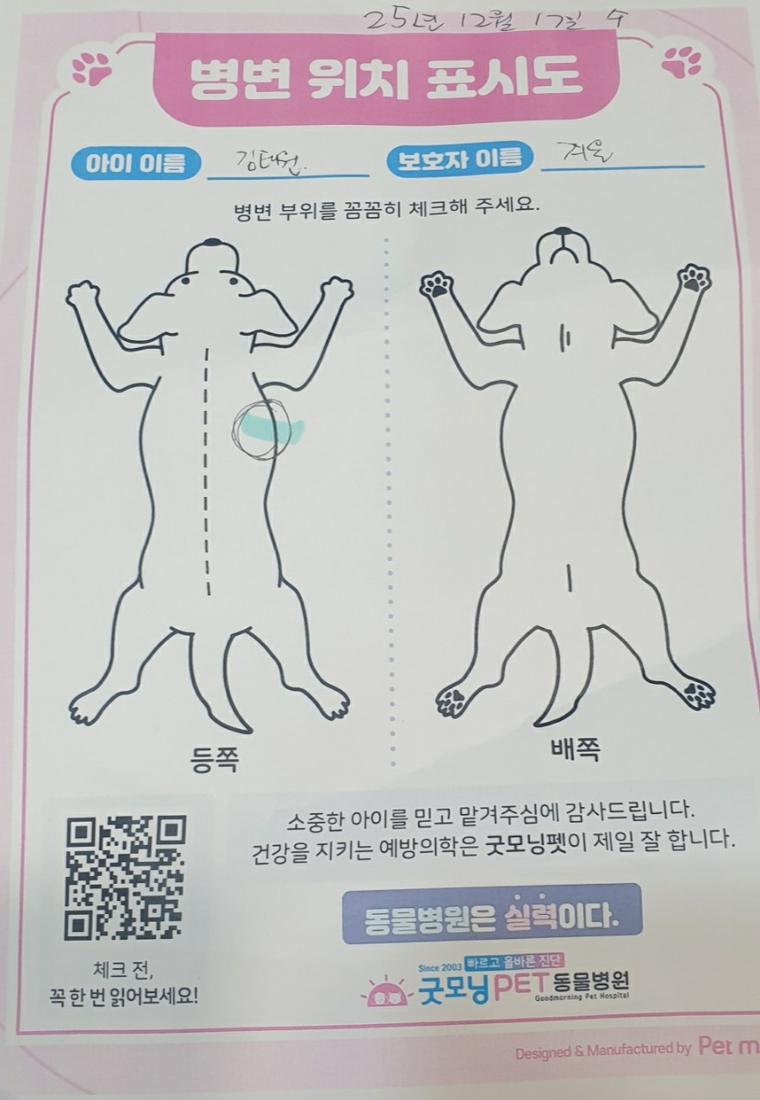 25년 12월 17일 수
병변 위치 표시도
아이 이름 김태원. 보호자 이름 겨울
병변 부위를 꼼꼼히 체크해 주세요.
등쪽 배쪽
소중한 아이를 믿고 맡겨주심에 감사드립니다.
건강을 지키는 예방의학은 굿모닝펫이 제일 잘 합니다.
동물병원은 실력이다.
체크 전,
꼭 한 번 읽어보세요!
Since 2003 빠르고 올바른 진단
굿모닝PET동물병원
Goodmorning Pet Hospital
Designed & Manufactured by Pet m